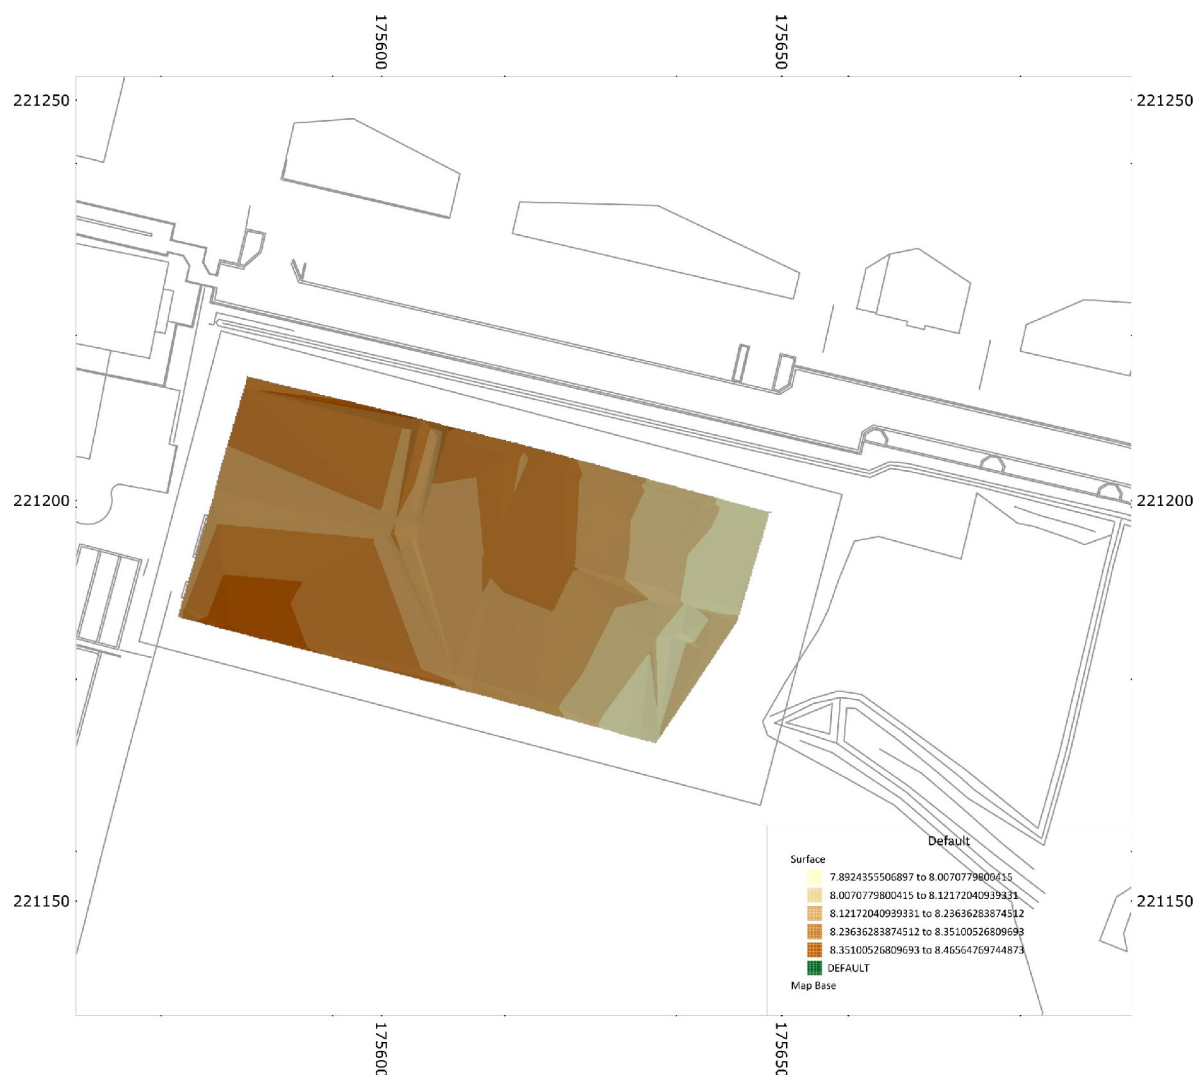 175600 175650
221250 221250
221200 221200
221150 221150
Default
Surface
7.8924355506897 to 8.0070779800415
8.0070779800415 to 8.12172040939331
8.12172040939331 to 8.23636283874512
8.23636283874512 to 8.35100526809693
8.35100526809693 to 8.46564769744873
DEFAULT
Map Base
175600 175650